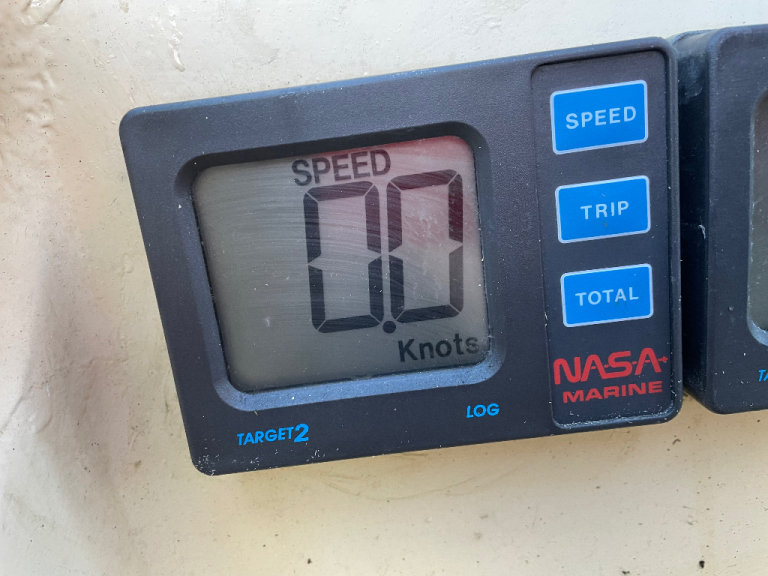 SPEED
0.0
Knots
TARGET2
LOG
SPEED
TRIP
TOTAL
NASA
MARINE